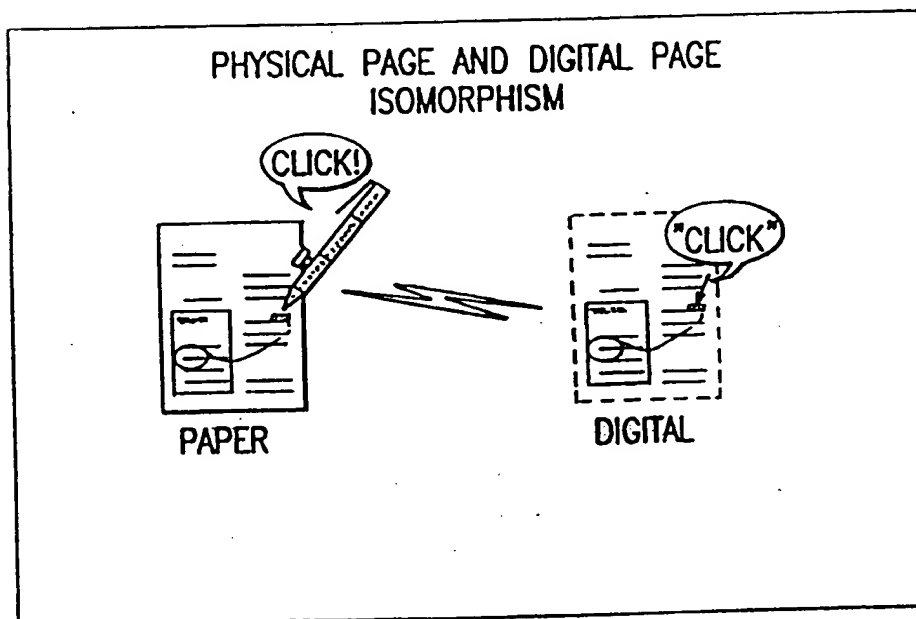 PHYSICAL PAGE AND DIGITAL PAGE
ISOMORPHISM
CLICK!
"CLICK"
PAPER
DIGITAL